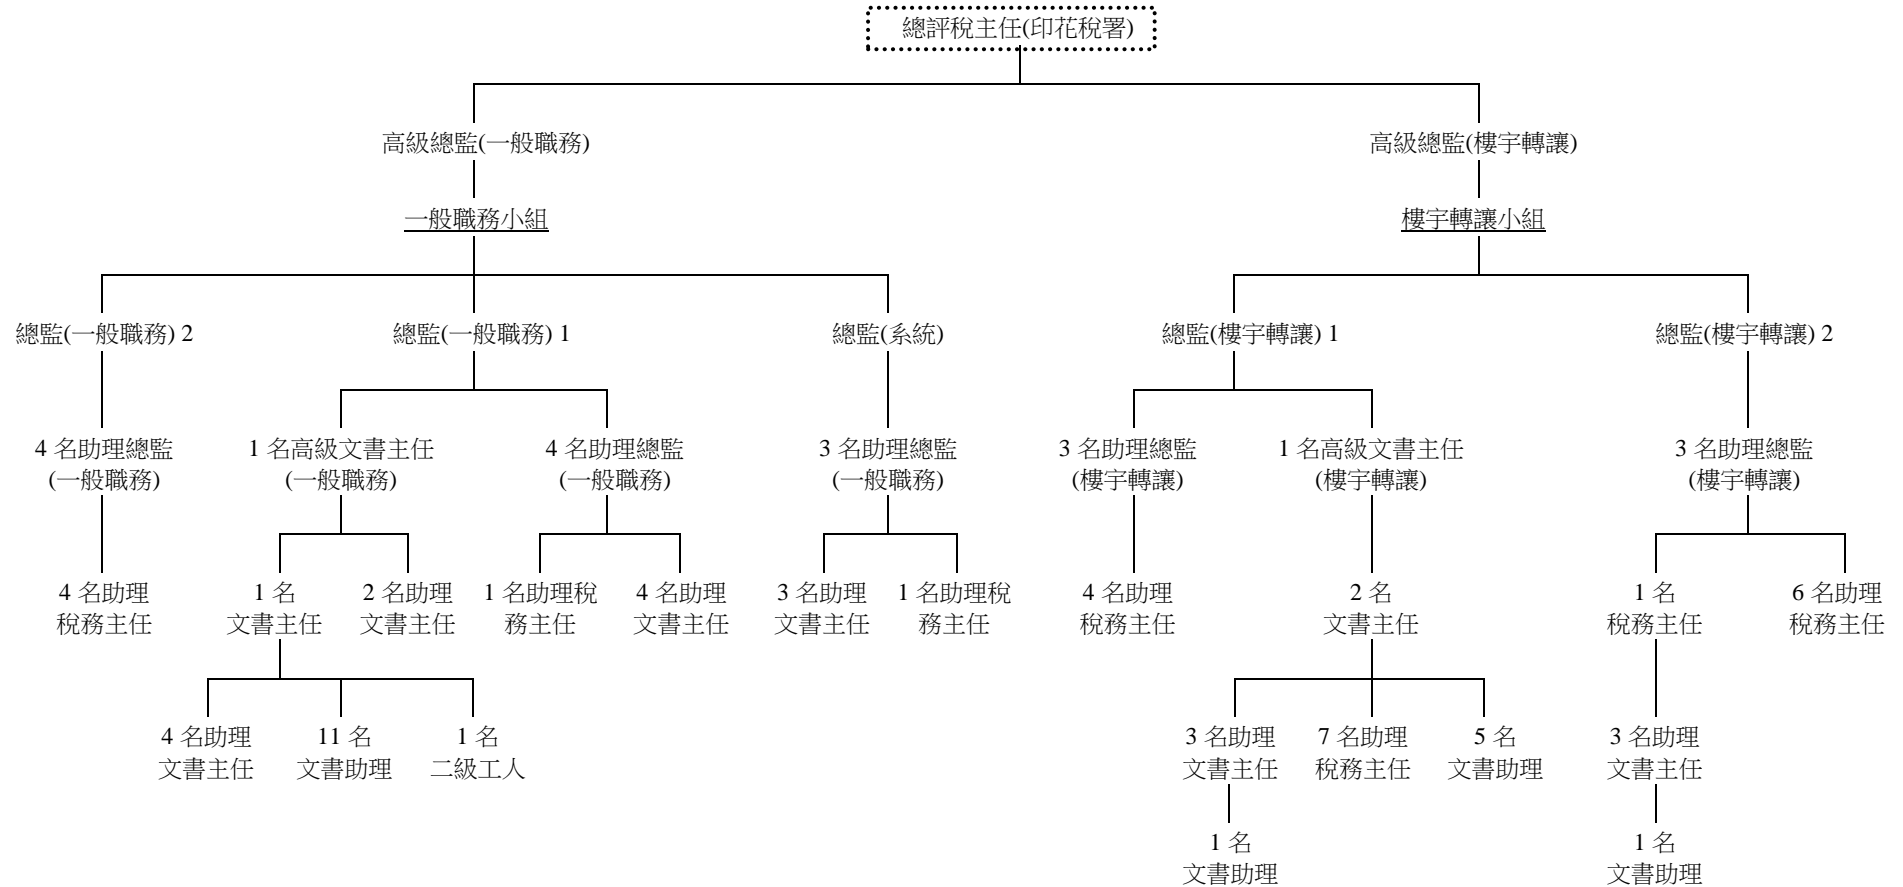 總評稅主任(印花稅署)
高級總監(一般職務)
高級總監(樓宇轉讓)
一般職務小組
樓宇轉讓小組
總監(一般職務) 2
總監(一般職務) 1
總監(系統)
總監(樓宇轉讓) 1
總監(樓宇轉讓) 2
4 名助理總監
(一般職務)
1 名高級文書主任
(一般職務)
4 名助理總監
(一般職務)
3 名助理總監
(一般職務)
3 名助理總監
(樓宇轉讓)
1 名高級文書主任
(樓宇轉讓)
3 名助理總監
(樓宇轉讓)
4 名助理
稅務主任
1 名
文書主任
2 名助理
文書主任
1 名助理稅
務主任
4 名助理
文書主任
3 名助理
文書主任
1 名助理稅
務主任
4 名助理
稅務主任
2 名
文書主任
1 名
稅務主任
6 名助理
稅務主任
4 名助理
文書主任
11 名
文書助理
1 名
二級工人
3 名助理
文書主任
7 名助理
稅務主任
5 名
文書助理
3 名助理
文書主任
1 名
文書助理
1 名
文書助理